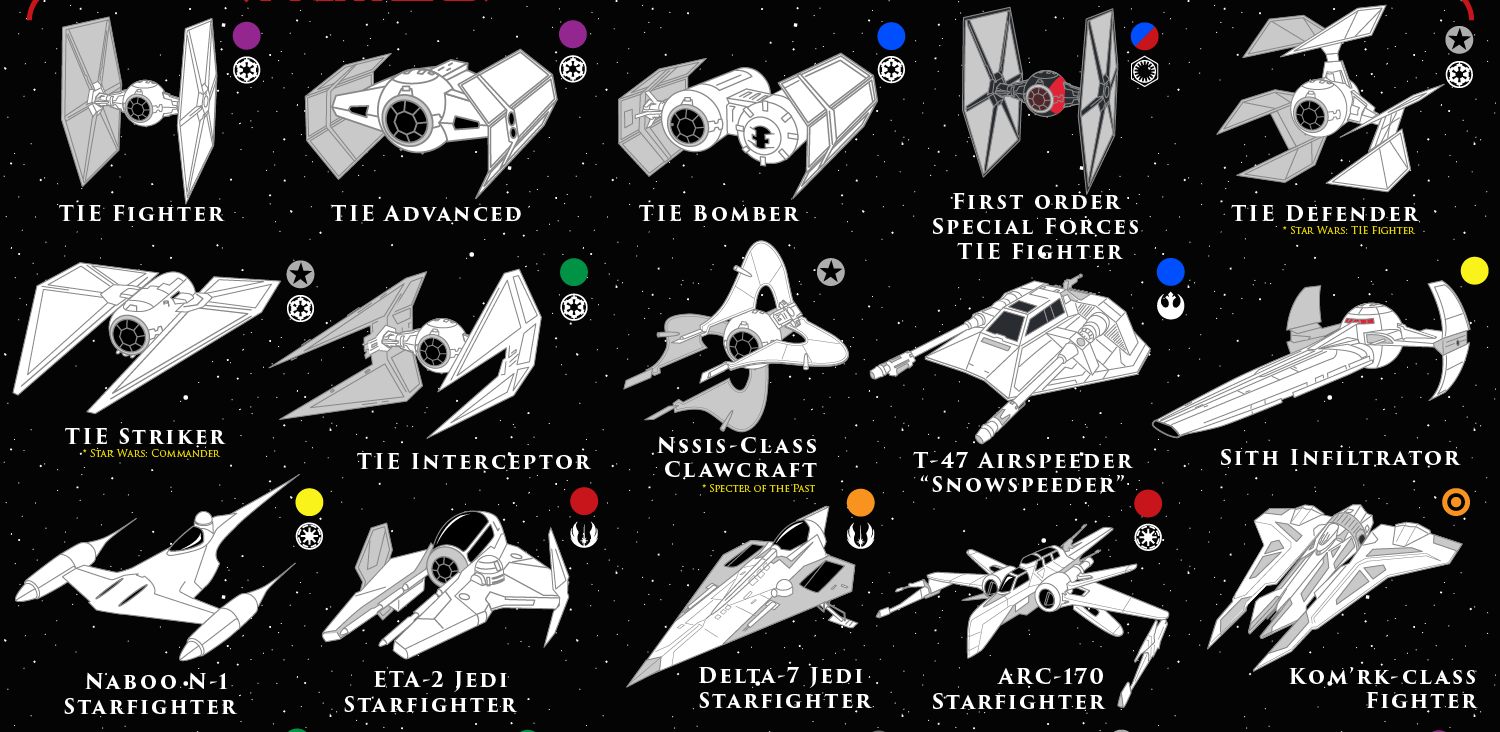 TIE Fighter
TIE Advanced
TIE Bomber
First order
Special Forces
TIE Fighter
TIE Defender
* Star Wars: TIE Fighter
TIE Striker
* Star Wars: Commander
TIE Interceptor
Nssis-Class
Clawcraft
* Specter of the Past
T-47 Airspeeder
“Snowspeeder”
Sith Infiltrator
Naboo N-1
Starfighter
ETA-2 Jedi
Starfighter
Delta-7 Jedi
Starfighter
ARC-170
Starfighter
Kom’rk-class
Fighter